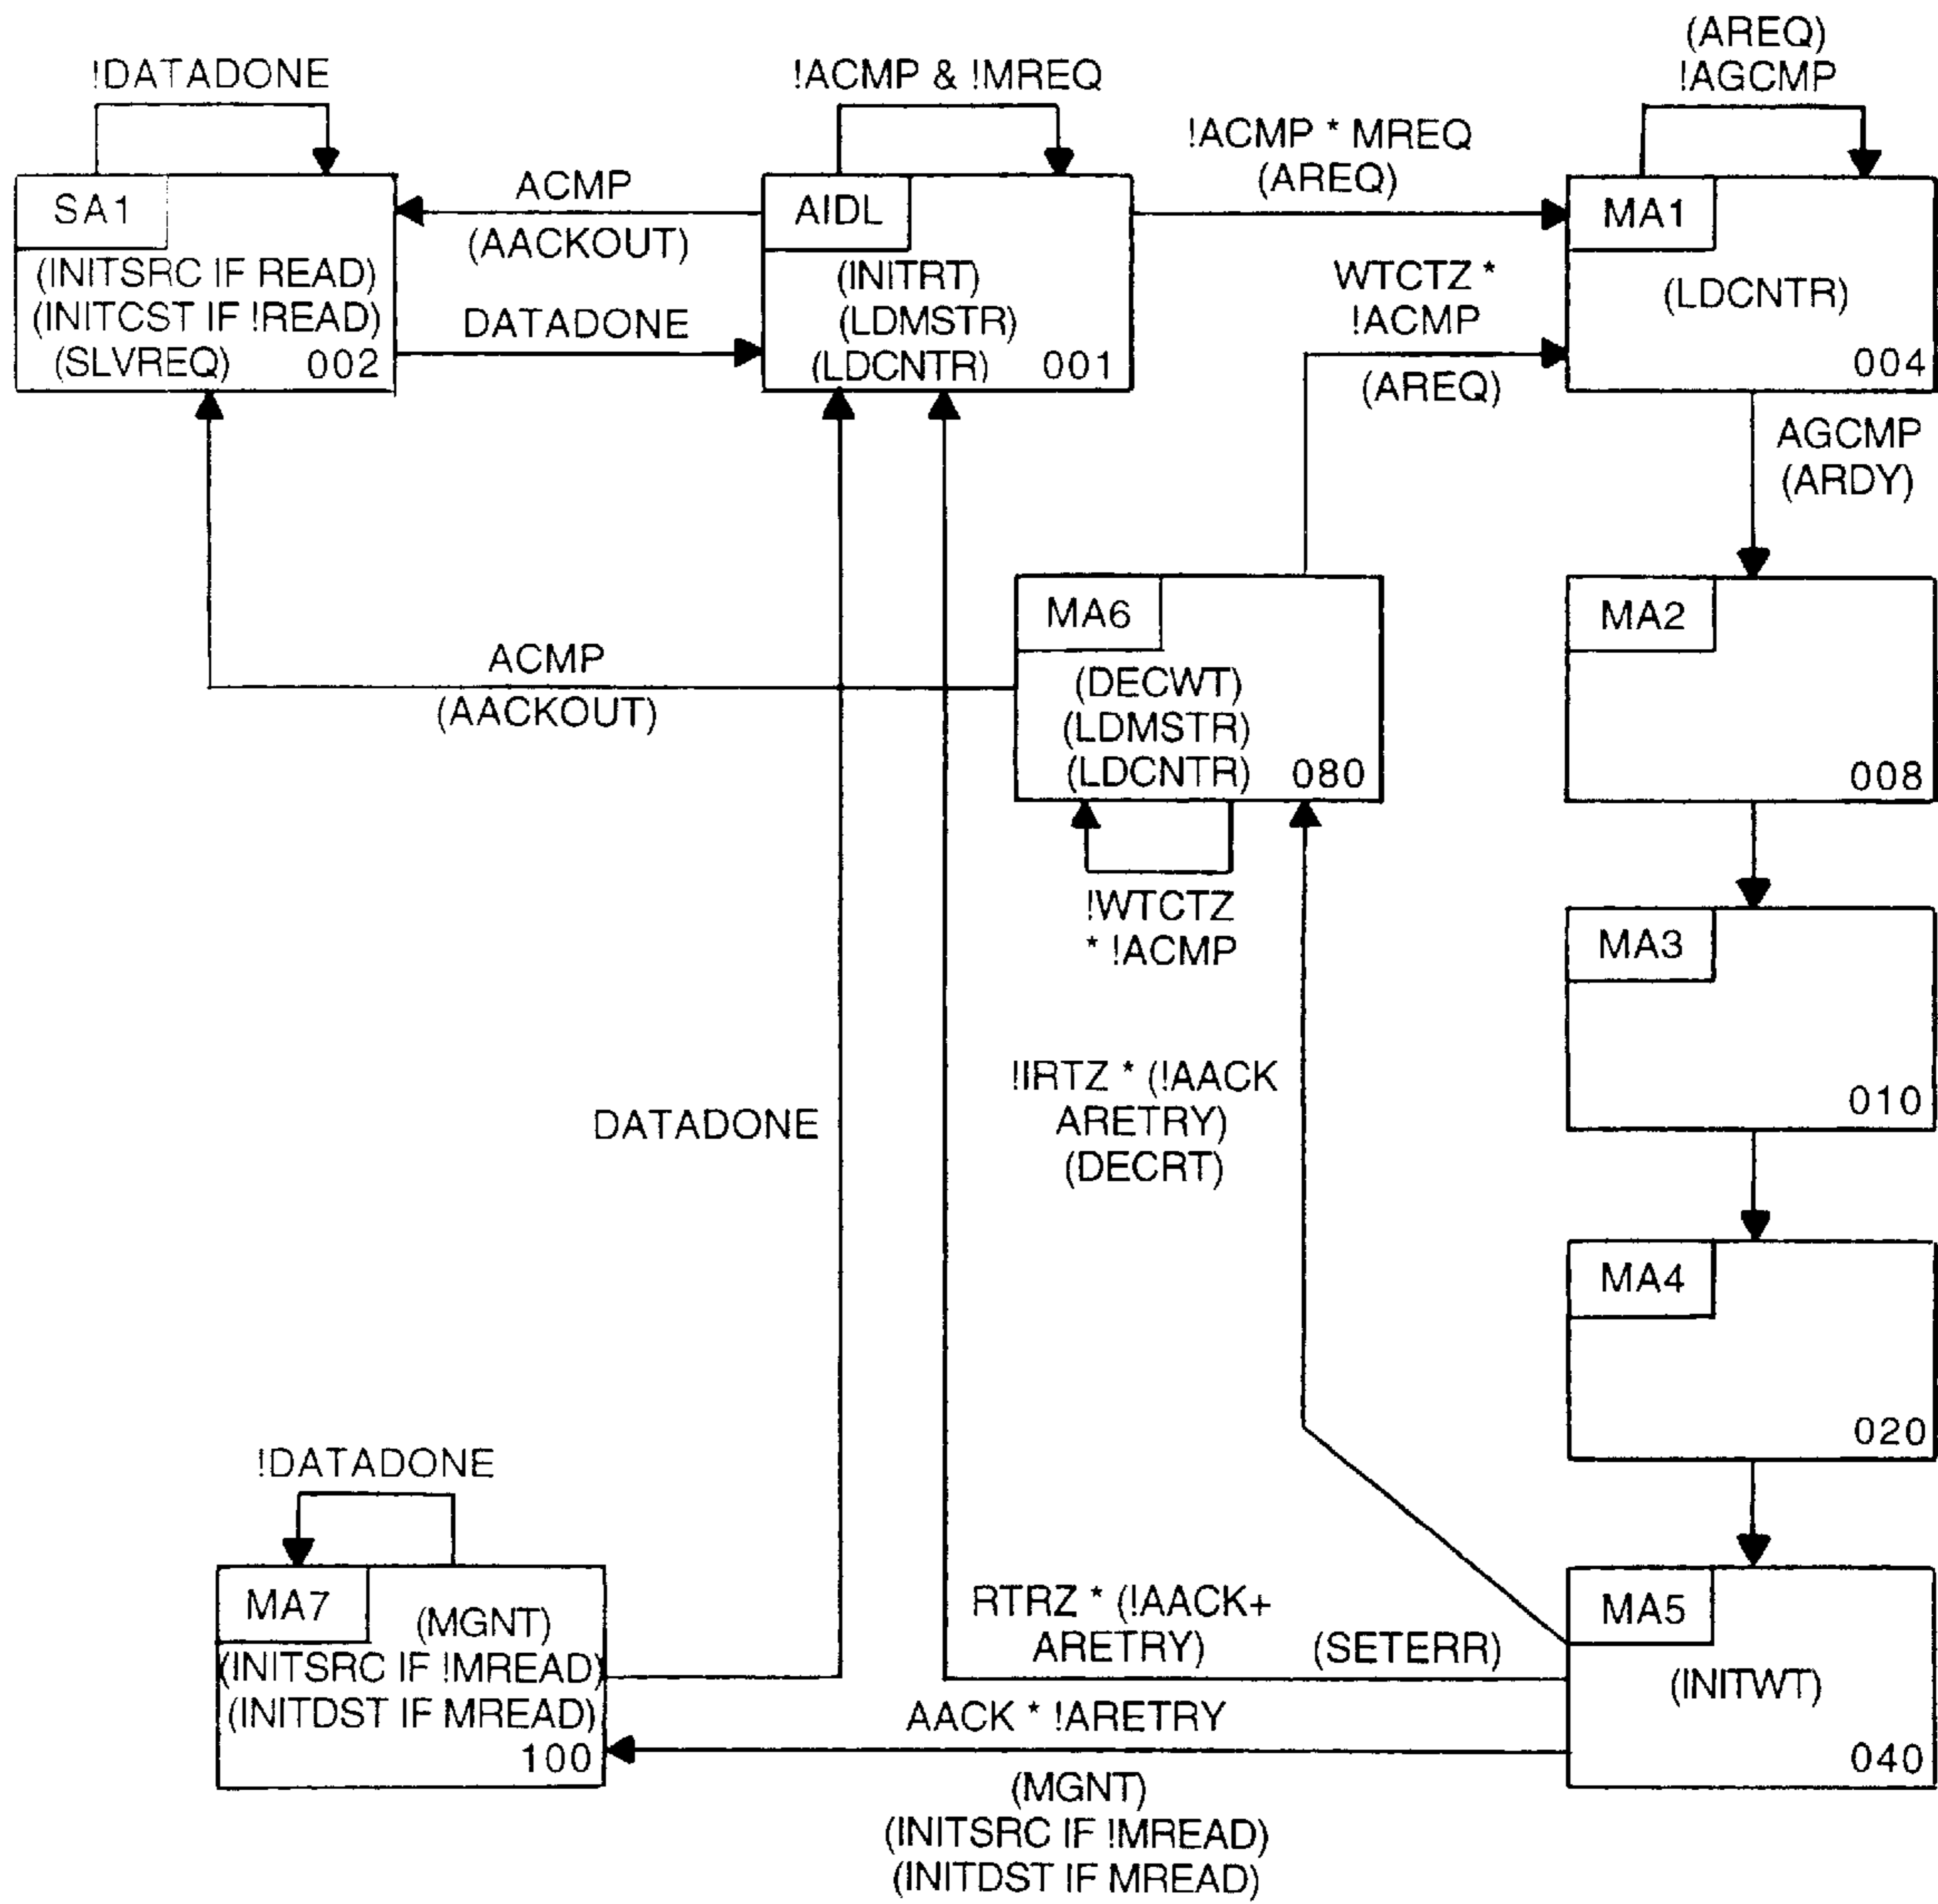 !DATADONE
!ACMP & !MREQ
(AREQ)
!AGCMP
SA1
(INITSRC IF READ)
(INITCST IF !READ)
(SLVREQ) 002
ACMP
(AACKOUT)
DATADONE
AIDL
(INITRT)
(LDMSTR)
(LDCNTR) 001
!ACMP * MREQ
(AREQ)
WTCTZ *
!ACMP
(AREQ)
MA1
(LDCNTR)
004
AGCMP
(ARDY)
MA6
(DECWT)
(LDMSTR)
(LDCNTR) 080
ACMP
(AACKOUT)
!WTCTZ
* !ACMP
MA2
008
MA3
010
DATADONE
!IRTZ * (!AACK
ARETRY)
(DECRT)
MA4
020
!DATADONE
MA7
(MGNT)
(INITSRC IF !MREAD)
(INITDST IF MREAD)
100
RTRZ * (!AACK+
ARETRY)
(SETERR)
AACK * !ARETRY
(MGNT)
(INITSRC IF !MREAD)
(INITDST IF MREAD)
MA5
(INITWT)
040